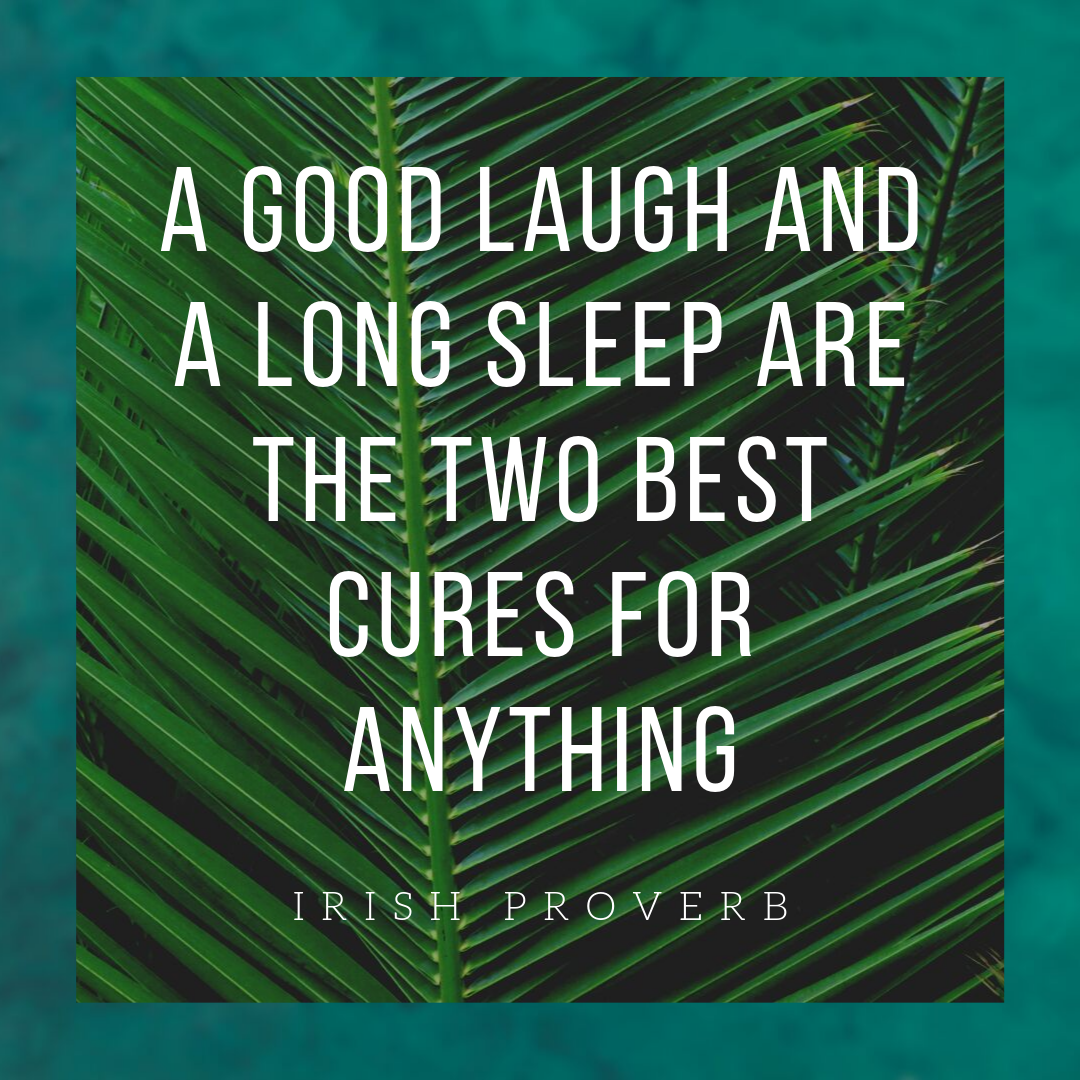 A GOOD LAUGH AND
A LONG SLEEP ARE
THE TWO BEST
CURES FOR
ANYTHING
IRISH PROVERB